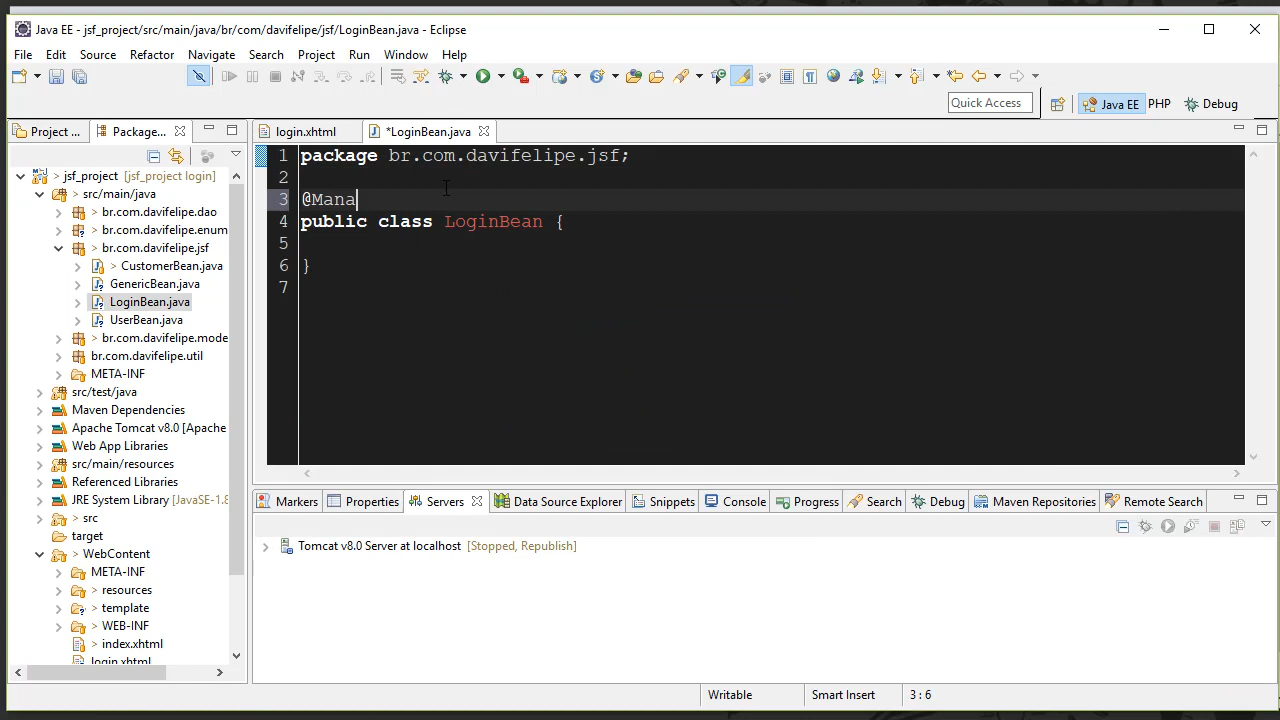 Java EE - jsf_project/src/main/java/br/com/davifelipe/jsf/LoginBean.java - Eclipse
File Edit Source Refactor Navigate Search Project Run Window Help
Quick Access Java EE PHP Debug
Project ... Package... login.xhtml *LoginBean.java
jsf_project [jsf_project login]
src/main/java
br.com.davifelipe.dao
br.com.davifelipe.enum
br.com.davifelipe.jsf
CustomerBean.java
GenericBean.java
LoginBean.java
UserBean.java
br.com.davifelipe.mode
br.com.davifelipe.util
META-INF
src/test/java
Maven Dependencies
Apache Tomcat v8.0 [Apache
Web App Libraries
src/main/resources
Referenced Libraries
JRE System Library [JavaSE-1.8
src
target
WebContent
META-INF
resources
template
WEB-INF
index.xhtml
login.xhtml
1 package br.com.davifelipe.jsf;
2
3 @Mana
4 public class LoginBean {
5
6 }
7
Markers Properties Servers Data Source Explorer Snippets Console Progress Search Debug Maven Repositories Remote Search
Tomcat v8.0 Server at localhost [Stopped, Republish]
Writable Smart Insert 3 : 6